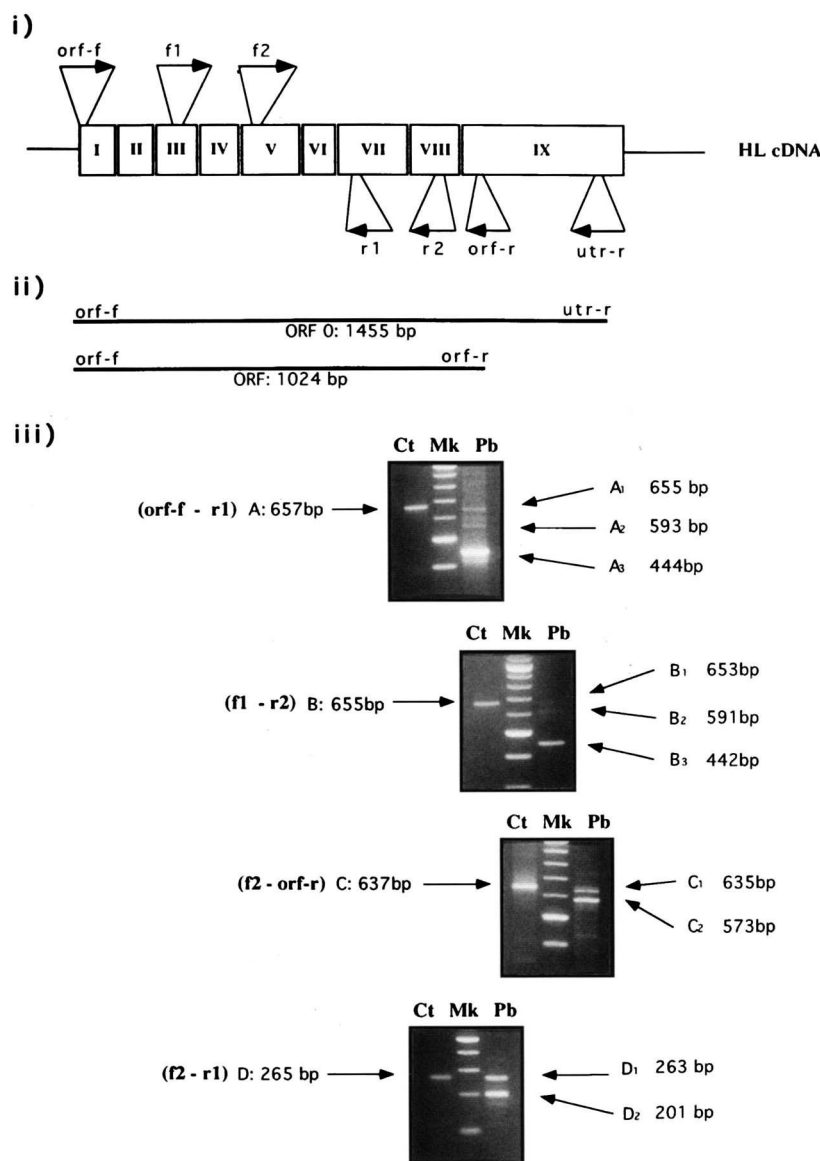 i)
orf-f f1 f2
I II III IV V VI VII VIII IX HL cDNA
r1 r2 orf-r utr-r
ii)
orf-f utr-r
ORF 0: 1455 bp
orf-f orf-r
ORF: 1024 bp
iii)
Ct Mk Pb
(orf-f - r1) A: 657bp
A1 655 bp
A2 593 bp
A3 444bp
Ct Mk Pb
(f1 - r2) B: 655bp
B1 653bp
B2 591bp
B3 442bp
Ct Mk Pb
(f2 - orf-r) C: 637bp
C1 635bp
C2 573bp
Ct Mk Pb
(f2 - r1) D: 265 bp
D1 263 bp
D2 201 bp